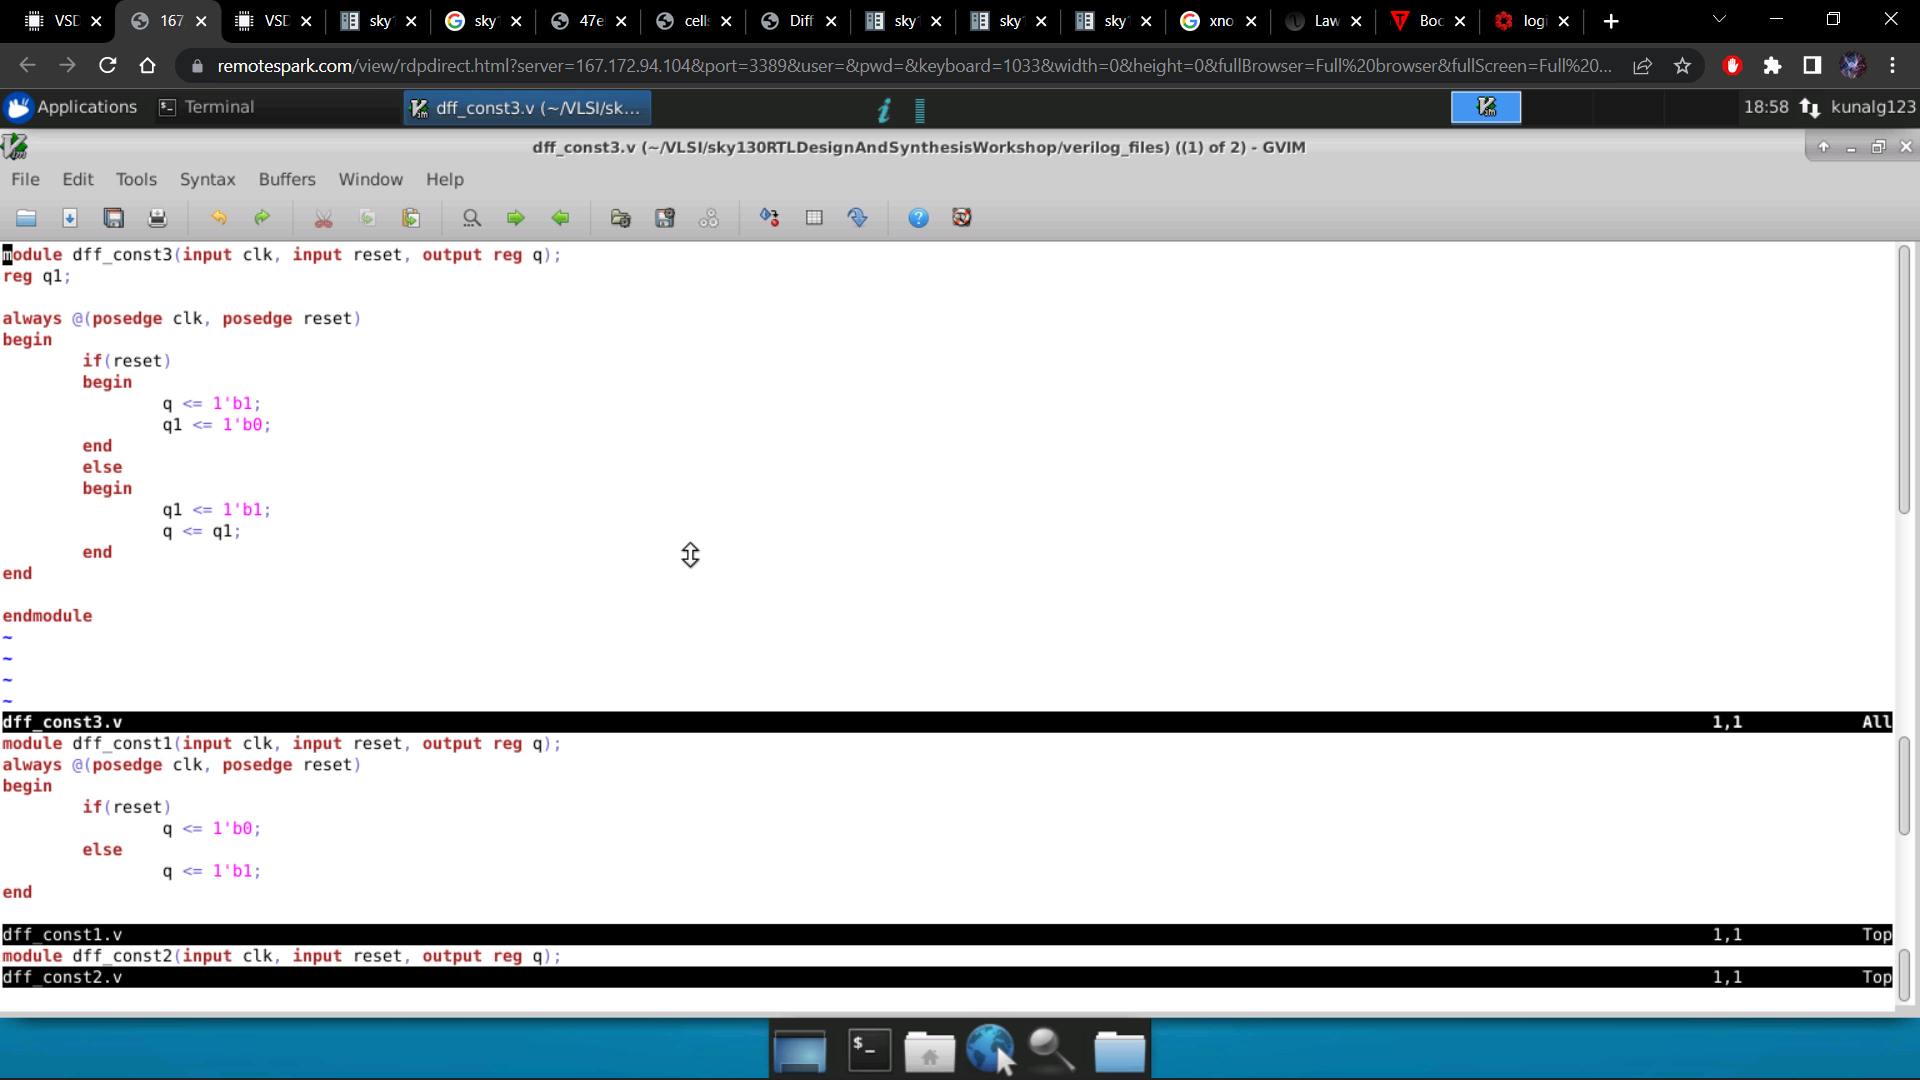 VSD 167 VSD sky sky 47e cell Diff sky sky sky xno Law Boo logi
remotespark.com/view/rdpdirect.html?server=167.172.94.104&port=3389&user=&pwd=&keyboard=1033&width=0&height=0&fullBrowser=Full%20browser&fullScreen=Full%20...
Applications Terminal dff_const3.v (~/VLSI/sk... 18:58 kunalg123
dff_const3.v (~/VLSI/sky130RTLDesignAndSynthesisWorkshop/verilog_files) ((1) of 2) - GVIM
File Edit Tools Syntax Buffers Window Help
module dff_const3(input clk, input reset, output reg q);
reg q1;
always @(posedge clk, posedge reset)
begin
if(reset)
begin
q <= 1'b1;
q1 <= 1'b0;
end
else
begin
q1 <= 1'b1;
q <= q1;
end
end
endmodule
~
~
~
~
dff_const3.v 1,1 All
module dff_const1(input clk, input reset, output reg q);
always @(posedge clk, posedge reset)
begin
if(reset)
q <= 1'b0;
else
q <= 1'b1;
end
dff_const1.v 1,1 Top
module dff_const2(input clk, input reset, output reg q);
dff_const2.v 1,1 Top
$_